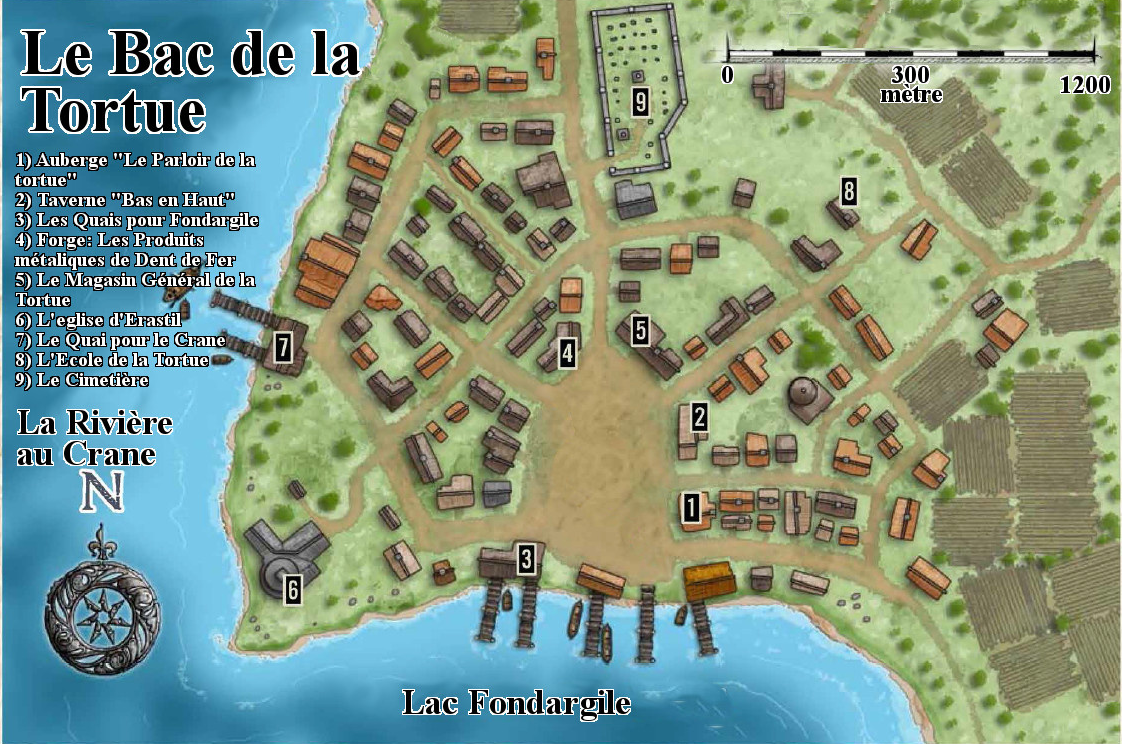 Le Bac de la
Tortue
1) Auberge "Le Parloir de la
tortue"
2) Taverne "Bas en Haut"
3) Les Quais pour Fondargile
4) Forge: Les Produits
métaliques de Dent de Fer
5) Le Magasin Général de la
Tortue
6) L'eglise d'Erastil
7) Le Quai pour le Crane
8) L'Ecole de la Tortue
9) Le Cimetière
La Rivière
au Crane
N
0 300 1200
mètre
9
8
7
4
5
2
1
3
6
Lac Fondargile